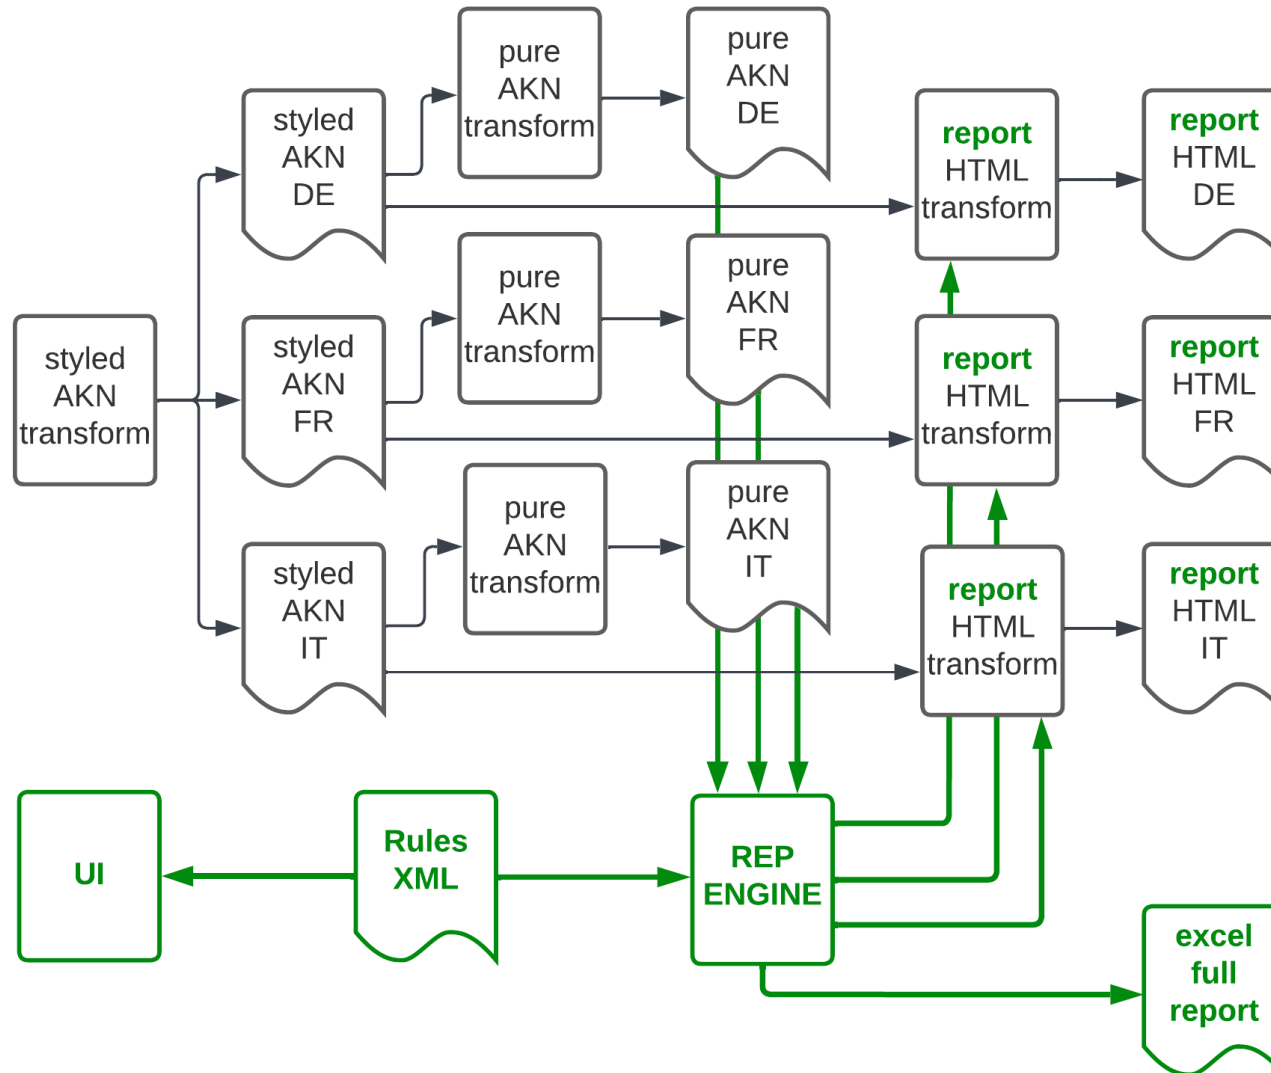 pure
AKN
transform
pure
AKN
DE
styled
AKN
DE
report
HTML
transform
report
HTML
DE
pure
AKN
transform
pure
AKN
FR
styled
AKN
transform
styled
AKN
FR
report
HTML
transform
report
HTML
FR
pure
AKN
transform
pure
AKN
IT
styled
AKN
IT
report
HTML
transform
report
HTML
IT
UI
Rules
XML
REP
ENGINE
excel
full
report